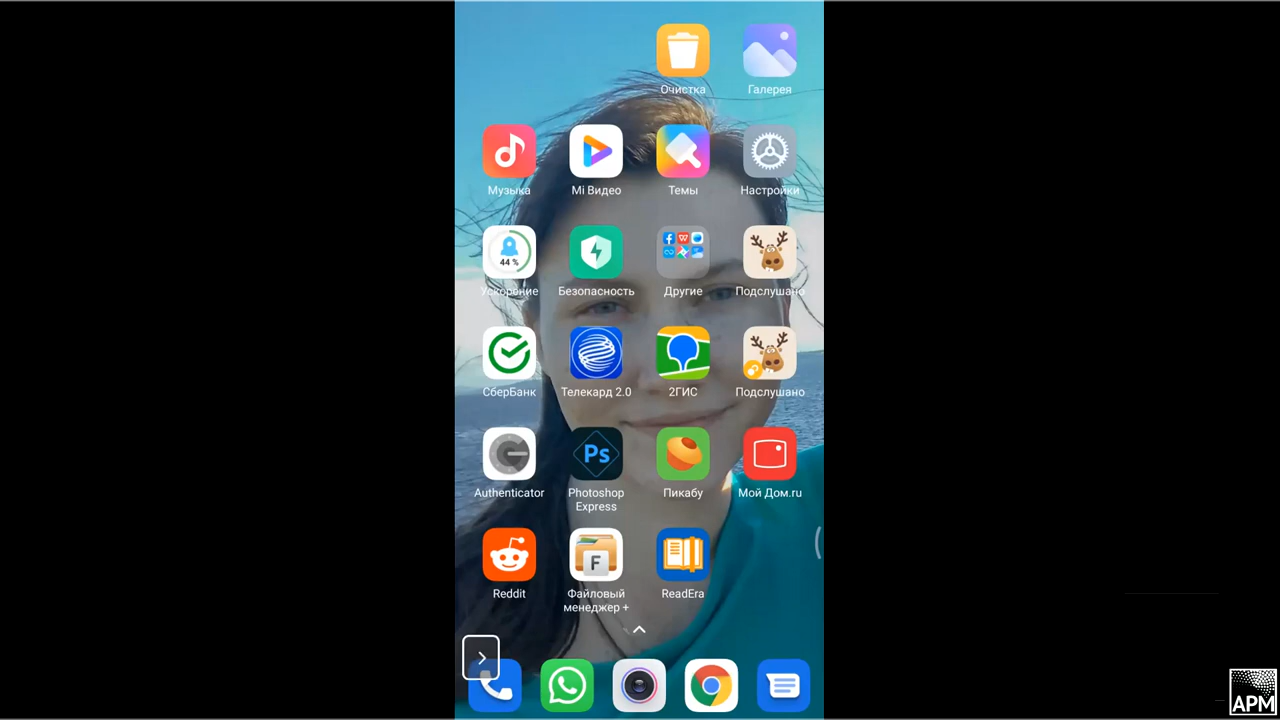 Очистка
Галерея
Музыка
Mi Видео
Темы
Настройки
44 %
Ускорение
Безопасность
Другие
Подслушано
СберБанк
Телекард 2.0
2ГИС
Подслушано
Authenticator
Ps
Photoshop
Express
Пикабу
Мой Дом.ru
Reddit
F
Файловый
менеджер +
ReadEra
APM